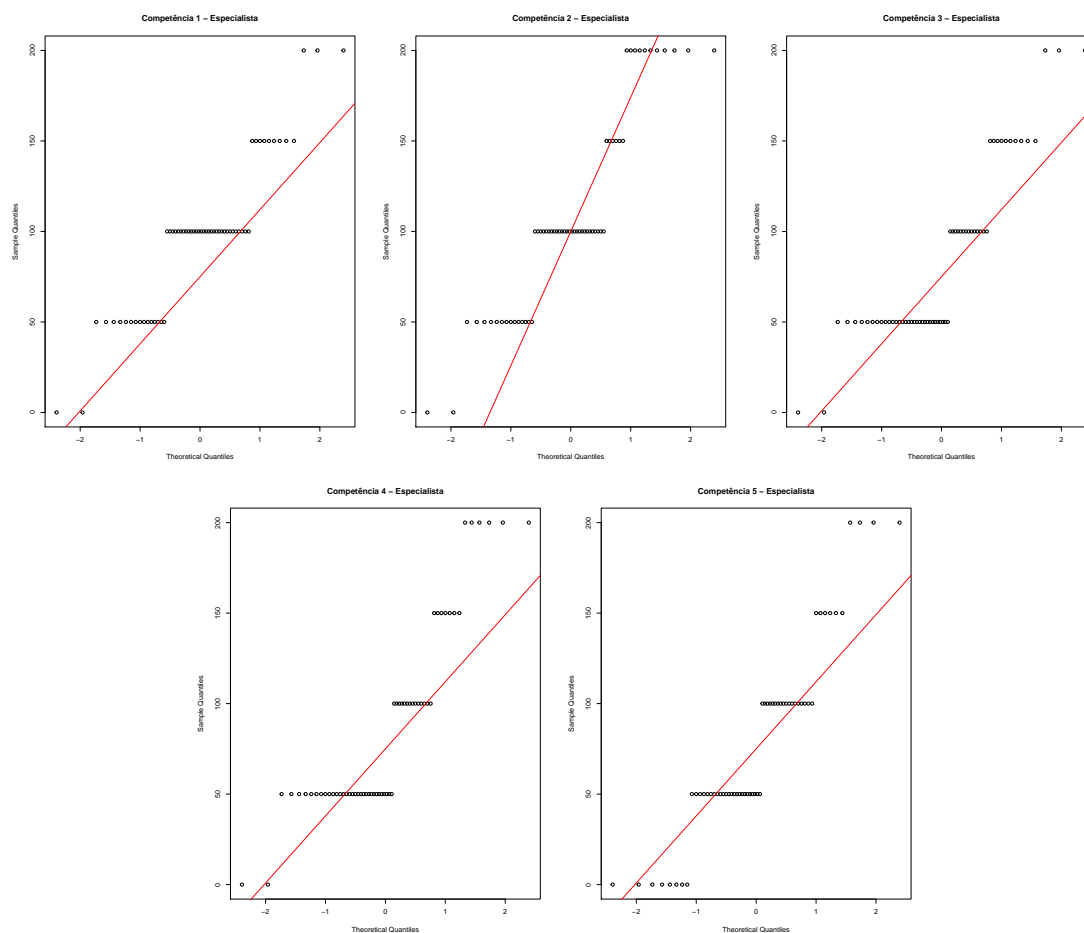 Competência 1 – Especialista
Sample Quantiles
200
150
100
50
0
−2 −1 0 1 2
Theoretical Quantiles
Competência 2 – Especialista
Sample Quantiles
200
150
100
50
0
−2 −1 0 1 2
Theoretical Quantiles
Competência 3 – Especialista
Sample Quantiles
200
150
100
50
0
−2 −1 0 1 2
Theoretical Quantiles
Competência 4 – Especialista
Sample Quantiles
200
150
100
50
0
−2 −1 0 1 2
Theoretical Quantiles
Competência 5 – Especialista
Sample Quantiles
200
150
100
50
0
−2 −1 0 1 2
Theoretical Quantiles